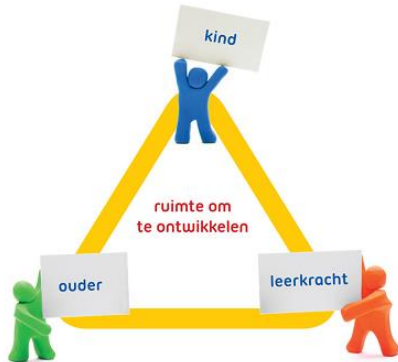 kind
ruimte om
te ontwikkelen
ouder
leerkracht